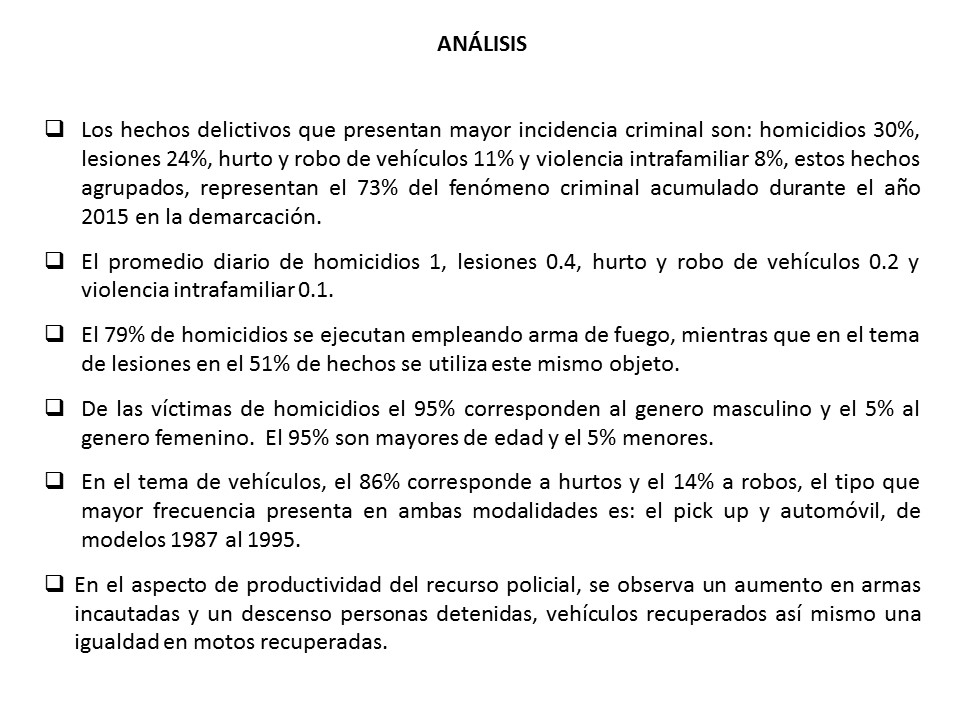 ANÁLISIS
❑ Los hechos delictivos que presentan mayor incidencia criminal son: homicidios 30%,
lesiones 24%, hurto y robo de vehículos 11% y violencia intrafamiliar 8%, estos hechos
agrupados, representan el 73% del fenómeno criminal acumulado durante el año
2015 en la demarcación.
❑ El promedio diario de homicidios 1, lesiones 0.4, hurto y robo de vehículos 0.2 y
violencia intrafamiliar 0.1.
❑ El 79% de homicidios se ejecutan empleando arma de fuego, mientras que en el tema
de lesiones en el 51% de hechos se utiliza este mismo objeto.
❑ De las víctimas de homicidios el 95% corresponden al genero masculino y el 5% al
genero femenino. El 95% son mayores de edad y el 5% menores.
❑ En el tema de vehículos, el 86% corresponde a hurtos y el 14% a robos, el tipo que
mayor frecuencia presenta en ambas modalidades es: el pick up y automóvil, de
modelos 1987 al 1995.
❑ En el aspecto de productividad del recurso policial, se observa un aumento en armas
incautadas y un descenso personas detenidas, vehículos recuperados así mismo una
igualdad en motos recuperadas.